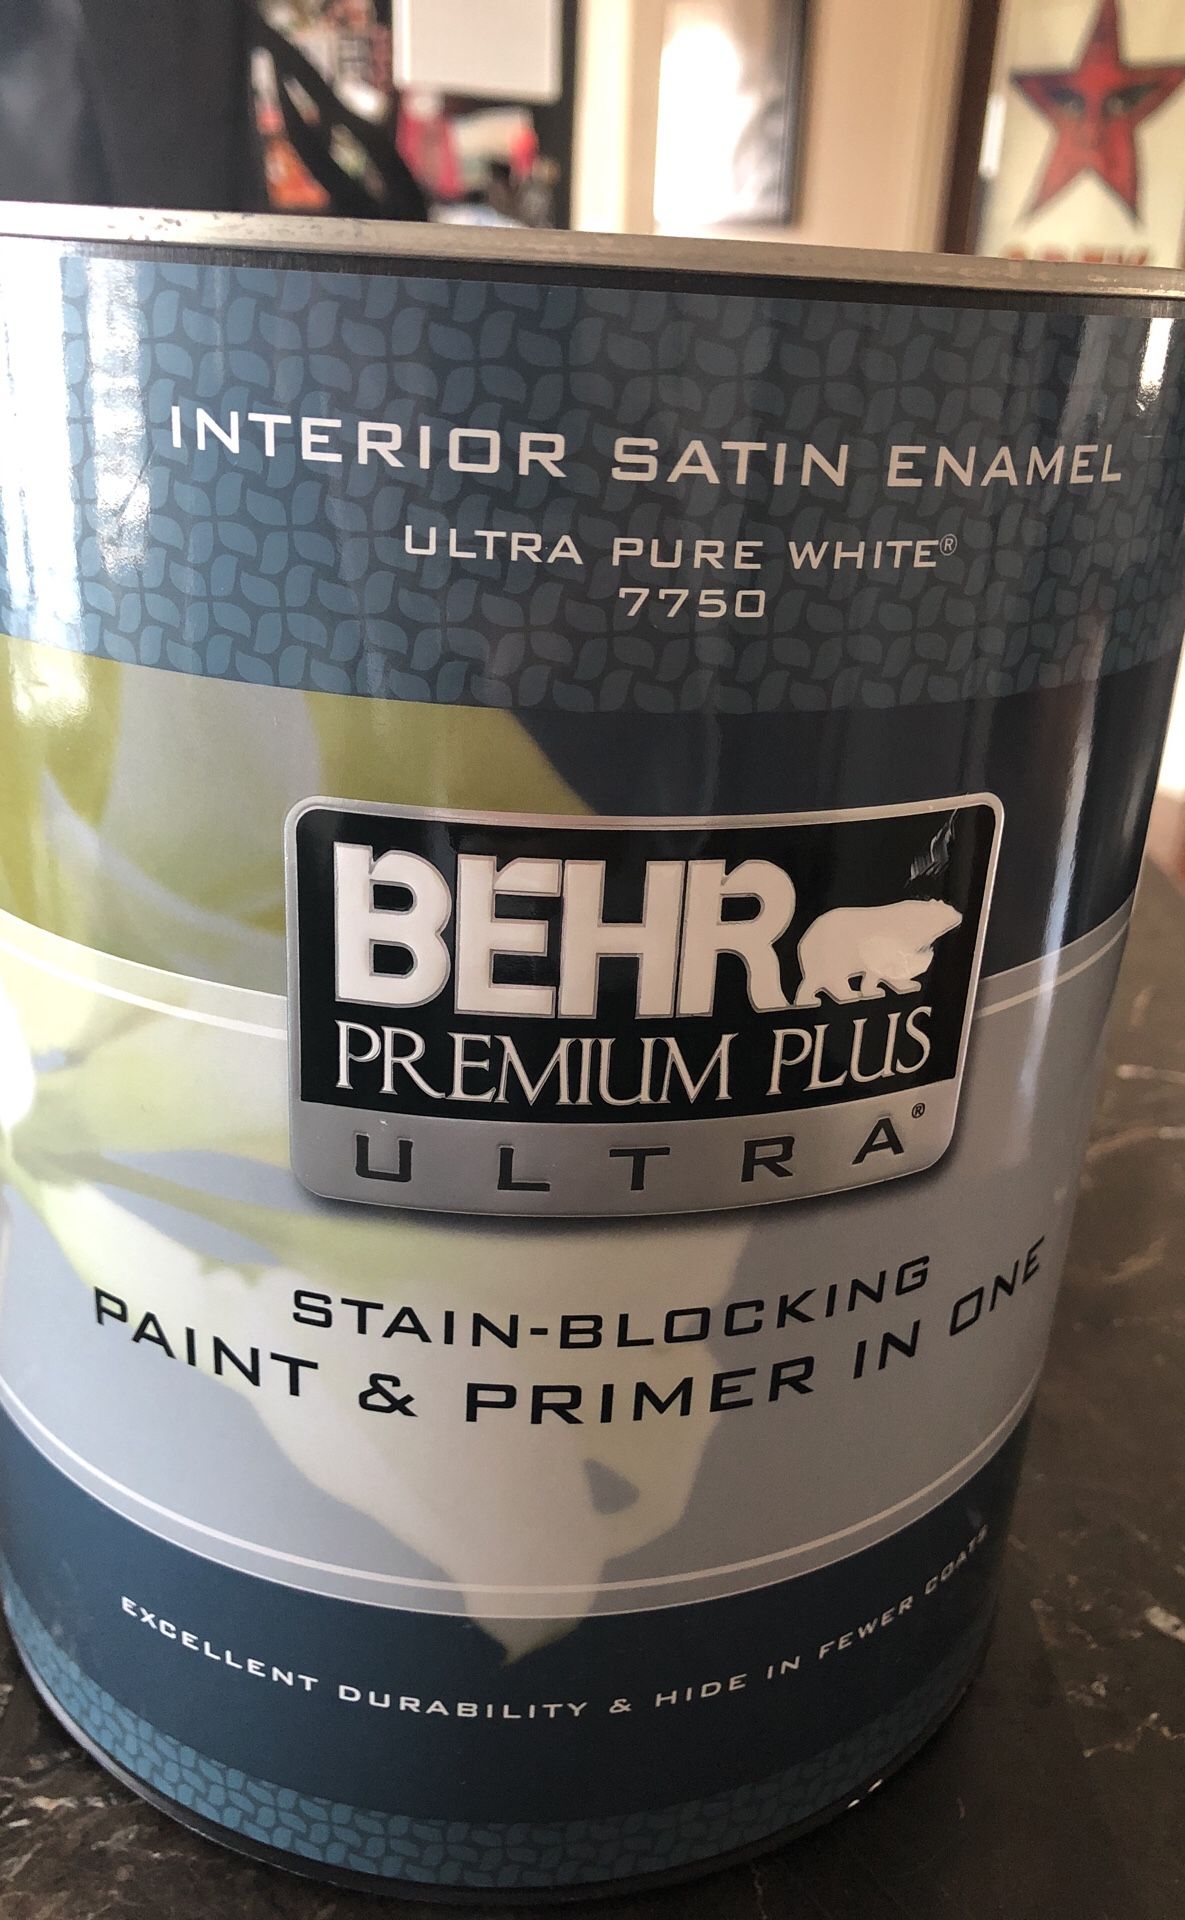 INTERIOR SATIN ENAMEL
ULTRA PURE WHITE®
7750
BEHR
PREMIUM PLUS
ULTRA®
STAIN-BLOCKING
PAINT & PRIMER IN ONE
EXCELLENT DURABILITY & HIDE IN FEWER COATS